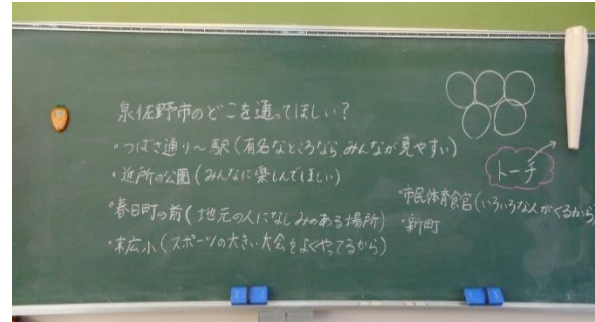 泉佐野市のどこを通ってほしい?
・つばさ通り～駅(有名なところなら、みんなが見やすい)
・近所の公園(みんなに楽しんでほしい)
・春日町の前(地元の人になじみのある場所)
・末広小(スポーツの大きい大会をよくやってるから)
トーチ
・市民体育館(いろいろな人がくるから)
・新町